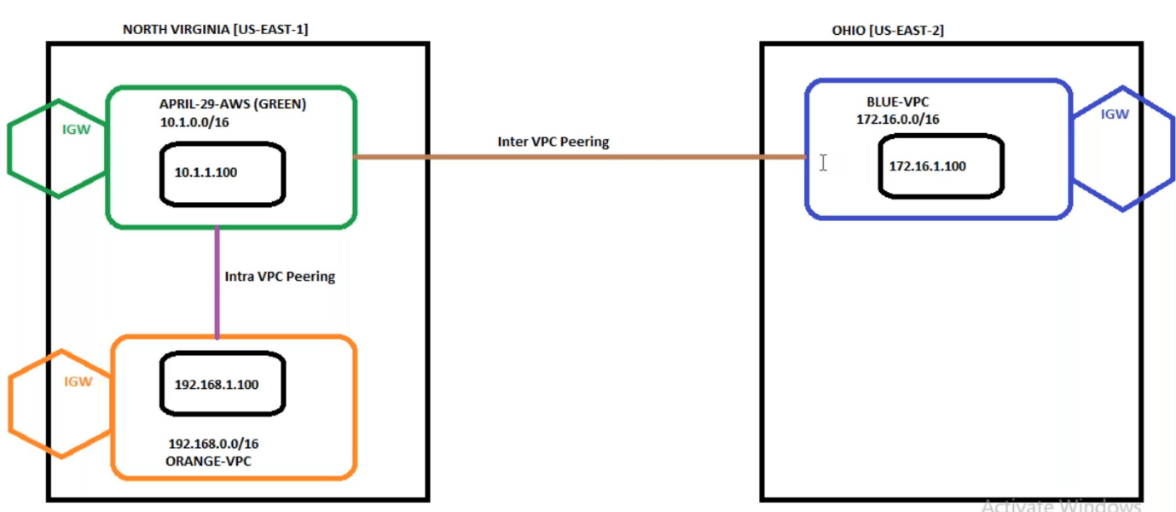 NORTH VIRGINIA [US-EAST-1]
OHIO [US-EAST-2]
APRIL-29-AWS (GREEN)
10.1.0.0/16
IGW
10.1.1.100
Inter VPC Peering
BLUE-VPC
172.16.0.0/16
IGW
172.16.1.100
Intra VPC Peering
IGW
192.168.1.100
192.168.0.0/16
ORANGE-VPC
Activate Windows